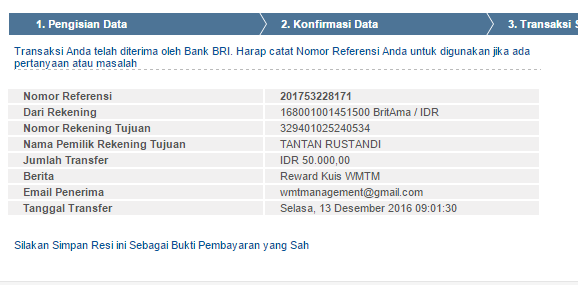 1. Pengisian Data 2. Konfirmasi Data 3. Transaksi
Transaksi Anda telah diterima oleh Bank BRI. Harap catat Nomor Referensi Anda untuk digunakan jika ada
pertanyaan atau masalah
Nomor Referensi 201753228171
Dari Rekening 168001001451500 BritAma / IDR
Nomor Rekening Tujuan 329401025240534
Nama Pemilik Rekening Tujuan TANTAN RUSTANDI
Jumlah Transfer IDR 50.000,00
Berita Reward Kuis WMTM
Email Penerima wmtmanagement@gmail.com
Tanggal Transfer Selasa, 13 Desember 2016 09:01:30
Silakan Simpan Resi ini Sebagai Bukti Pembayaran yang Sah